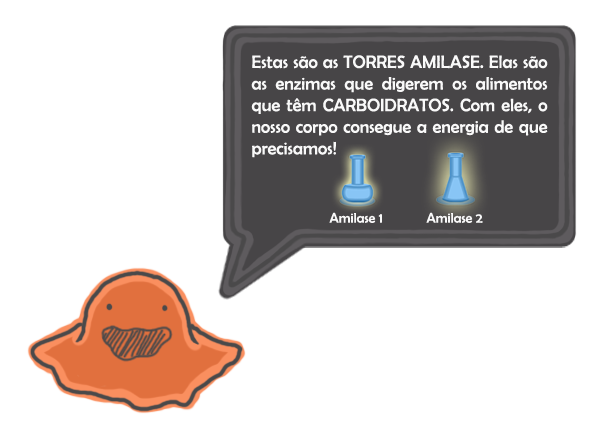 Estas são as TORRES AMILASE. Elas são
as enzimas que digerem os alimentos
que têm CARBOIDRATOS. Com eles, o
nosso corpo consegue a energia de que
precisamos!
Amilase 1
Amilase 2